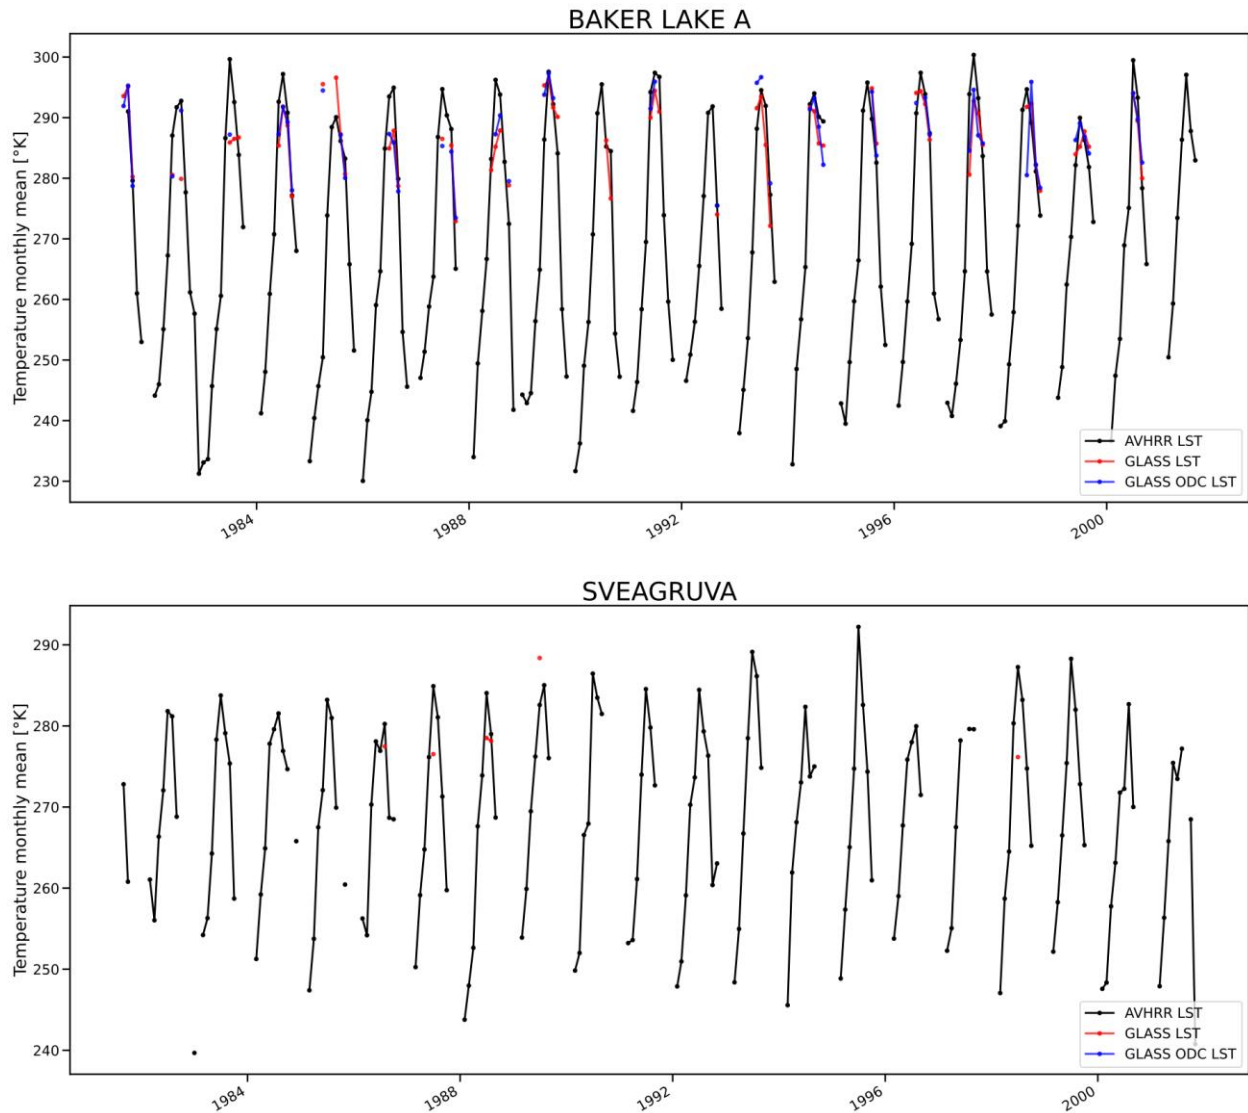 BAKER LAKE A
Temperature monthly mean [°K]
300
290
280
270
260
250
240
230
1984
1988
1992
1996
2000
AVHRR LST
GLASS LST
GLASS ODC LST
SVEAGRUVA
Temperature monthly mean [°K]
290
280
270
260
250
240
1984
1988
1992
1996
2000
AVHRR LST
GLASS LST
GLASS ODC LST